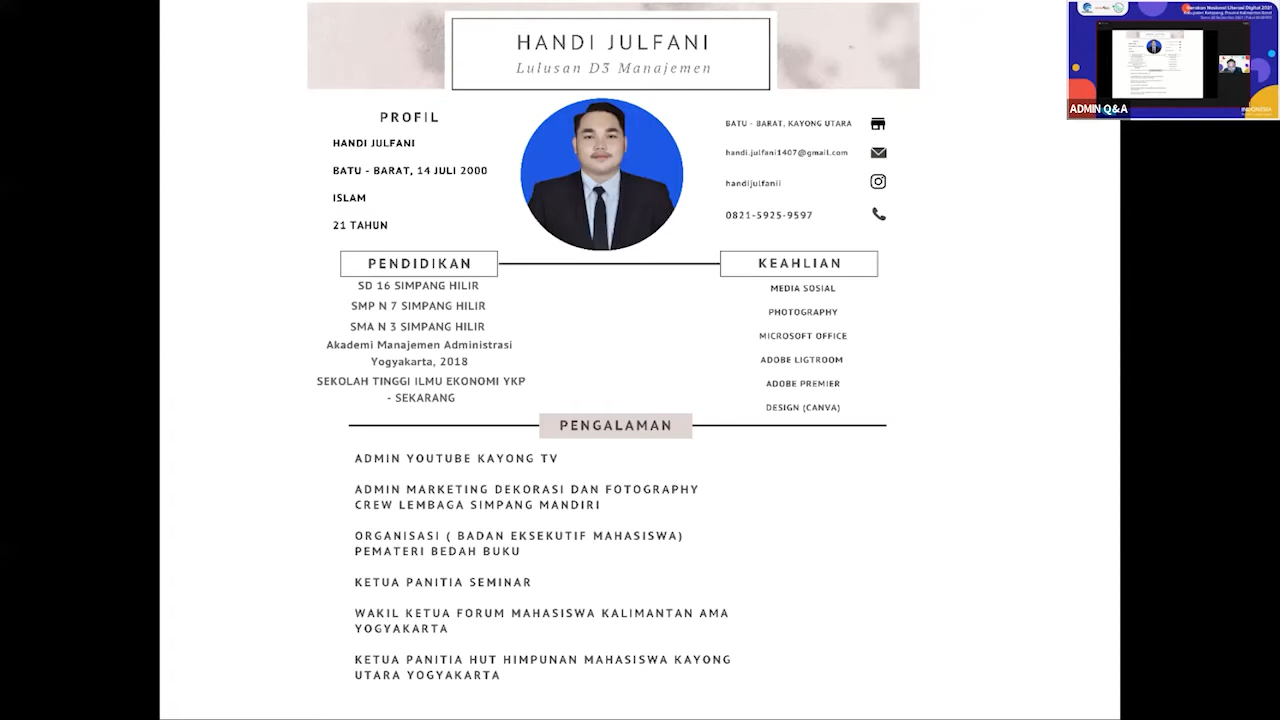 HANDI JULFANI
Lulusan D3 Manajemen
PROFIL
HANDI JULFANI
BATU - BARAT, 14 JULI 2000
ISLAM
21 TAHUN
BATU - BARAT, KAYONG UTARA
handi.julfani1407@gmail.com
handijulfanii
0821-5925-9597
PENDIDIKAN
SD 16 SIMPANG HILIR
SMP N 7 SIMPANG HILIR
SMA N 3 SIMPANG HILIR
Akademi Manajemen Administrasi
Yogyakarta, 2018
SEKOLAH TINGGI ILMU EKONOMI YKP
- SEKARANG
KEAHLIAN
MEDIA SOSIAL
PHOTOGRAPHY
MICROSOFT OFFICE
ADOBE LIGTROOM
ADOBE PREMIER
DESIGN (CANVA)
PENGALAMAN
ADMIN YOUTUBE KAYONG TV
ADMIN MARKETING DEKORASI DAN FOTOGRAPHY
CREW LEMBAGA SIMPANG MANDIRI
ORGANISASI ( BADAN EKSEKUTIF MAHASISWA)
PEMATERI BEDAH BUKU
KETUA PANITIA SEMINAR
WAKIL KETUA FORUM MAHASISWA KALIMANTAN AMA
YOGYAKARTA
KETUA PANITIA HUT HIMPUNAN MAHASISWA KAYONG
UTARA YOGYAKARTA
Nasional Literasi Digital 2021
ADMIN Q&A